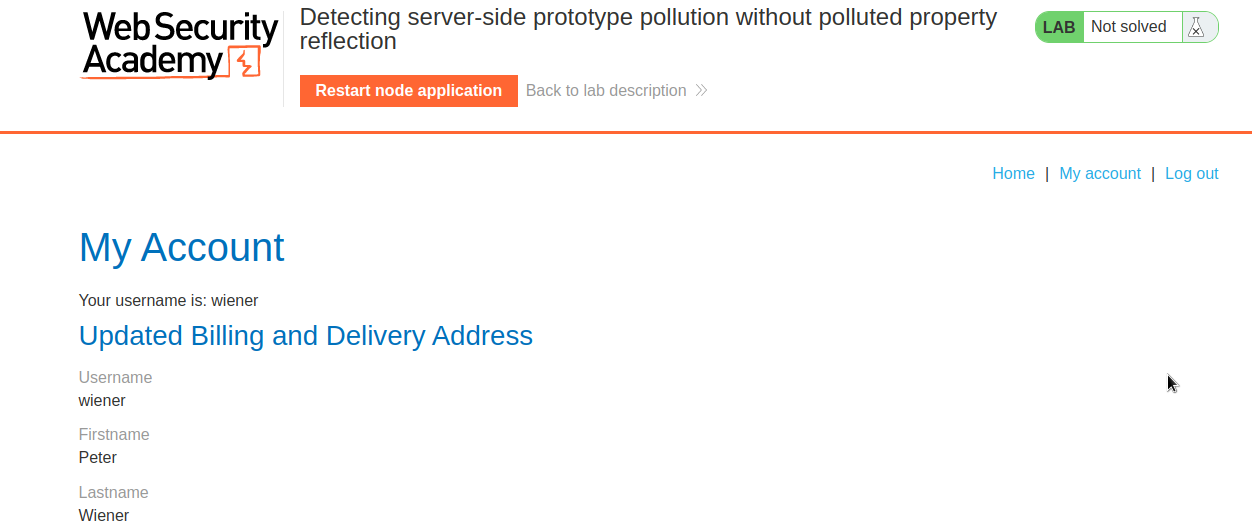 Web Security
Academy
Detecting server-side prototype pollution without polluted property
reflection
LAB Not solved
Restart node application
Back to lab description
Home | My account | Log out
My Account
Your username is: wiener
Updated Billing and Delivery Address
Username
wiener
Firstname
Peter
Lastname
Wiener